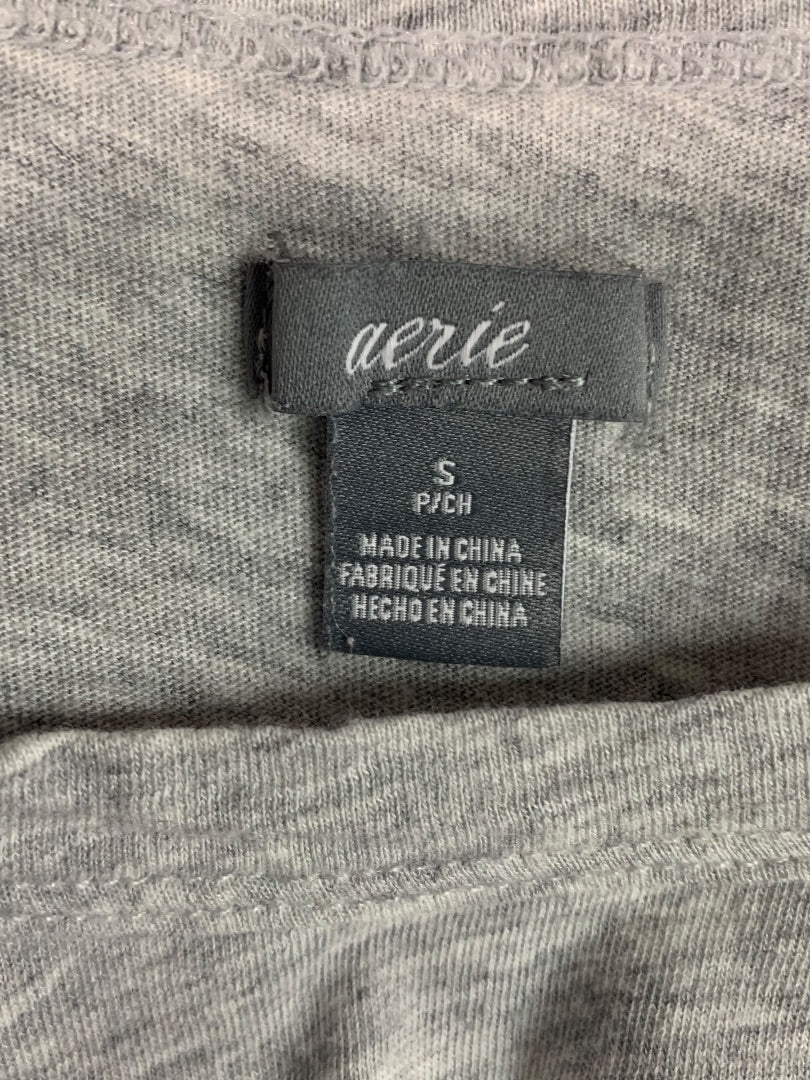 aerie
S
P/CH
MADE IN CHINA
FABRIQUÉ EN CHINE
HECHO EN CHINA